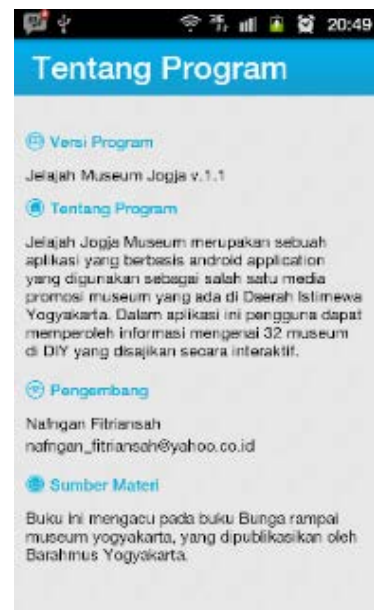 20:49
Tentang Program
Versi Program
Jelajah Museum Jogja v.1.1
Tentang Program
Jelajah Jogja Museum merupakan sebuah
aplikasi yang berbasis android application
yang digunakan sebagai salah satu media
promosi museum yang ada di Daerah Istimewa
Yogyakarta. Dalam aplikasi ini pengguna dapat
memperoleh informasi mengenai 32 museum
di DIY yang disajikan secara interaktif.
Pengembang
Nafngan Fitriansah
nafngan_fitriansah@yahoo.co.id
Sumber Materi
Buku ini mengacu pada buku Bunga rampai
museum yogyakarta, yang dipublikasikan oleh
Barahmus Yogyakarta.